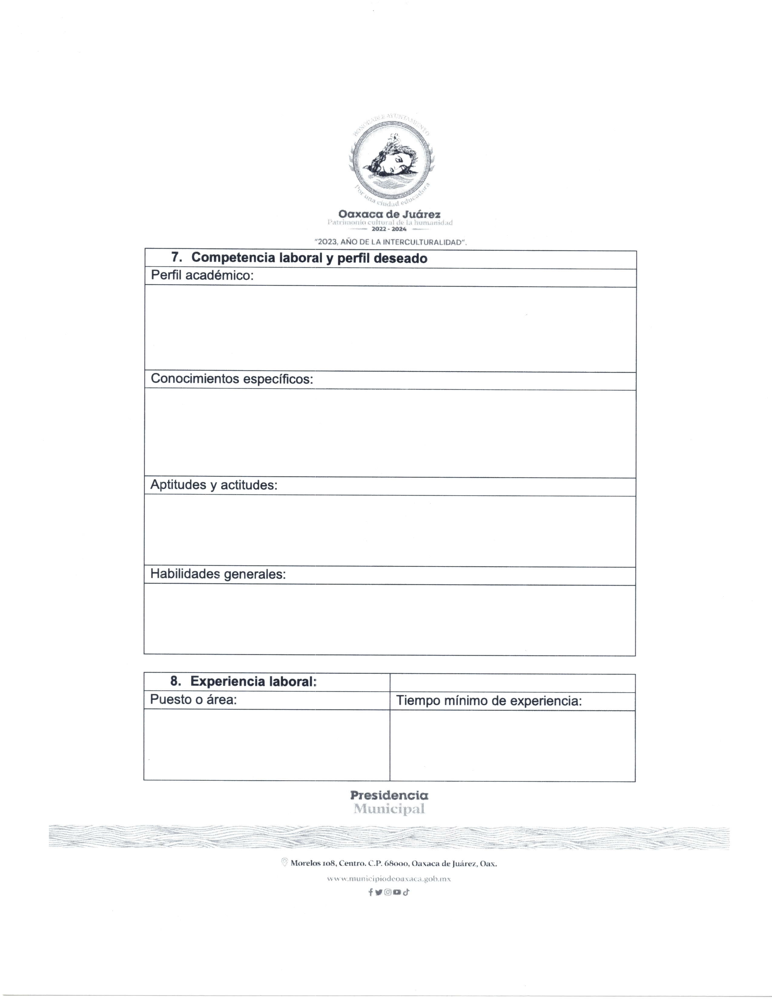 HONORABLE AYUNTAMIENTO
Por una ciudad educadora
Oaxaca de Juárez
Patrimonio cultural de la humanidad
2022 - 2024
"2023, AÑO DE LA INTERCULTURALIDAD".
7. Competencia laboral y perfil deseado
Perfil académico:
Conocimientos específicos:
Aptitudes y actitudes:
Habilidades generales:
8. Experiencia laboral:
Puesto o área: Tiempo mínimo de experiencia:
Presidencia
Municipal
Morelos 108, Centro. C.P. 68000, Oaxaca de Juárez, Oax.
www.municipiodeoaxaca.gob.mx